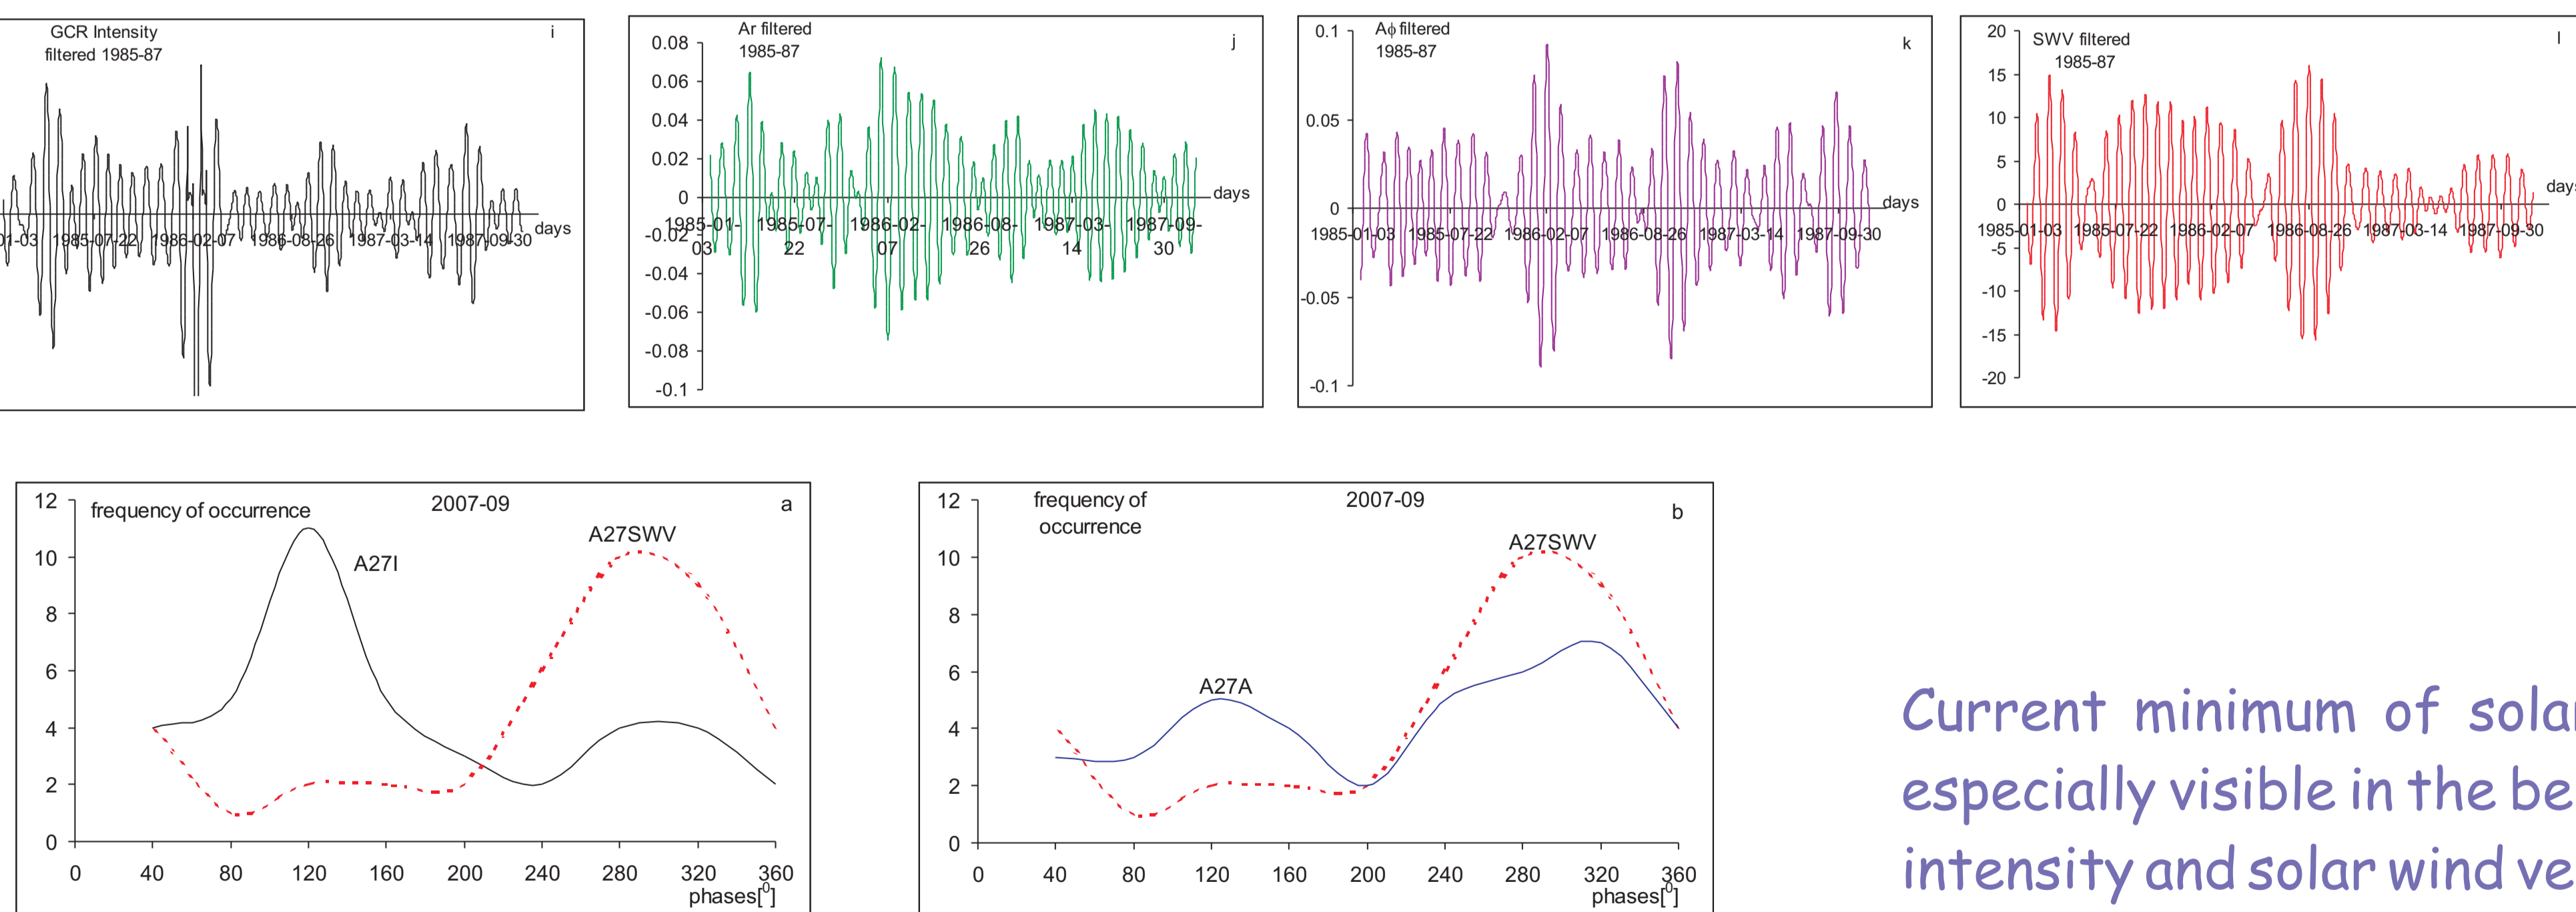 GCR Intensity
filtered 1985-87
i
01-03 1985-07-22 1986-02-07 1986-08-26 1987-03-14 1987-09-30
days
Ar filtered
1985-87
j
0.08
0.06
0.04
0.02
0
-0.02
-0.04
-0.06
-0.08
-0.1
days
1985-01-03 1985-07-22 1986-02-07 1986-08-26 1987-03-14 1987-09-30
Aϕ filtered
1985-87
k
0.1
0.05
0
-0.05
-0.1
days
1985-01-03 1985-07-22 1986-02-07 1986-08-26 1987-03-14 1987-09-30
SWV filtered
1985-87
l
20
15
10
5
0
-5
-10
-15
-20
days
1985-01-03 1985-07-22 1986-02-07 1986-08-26 1987-03-14 1987-09-30
frequency of occurrence
2007-09
a
A27SWV
A27I
12
10
8
6
4
2
0
0 40 80 120 160 200 240 280 320 360
phases[⁰]
frequency of
occurrence
2007-09
b
A27SWV
A27A
12
10
8
6
4
2
0
0 40 80 120 160 200 240 280 320 360
phases[⁰]
Current minimum of solar
especially visible in the be
intensity and solar wind ve